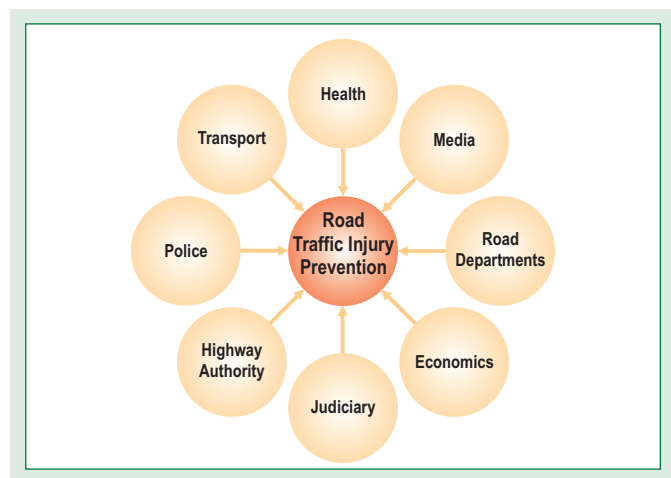 Health
Transport
Media
Road
Traffic Injury
Prevention
Police
Road
Departments
Highway
Authority
Economics
Judiciary